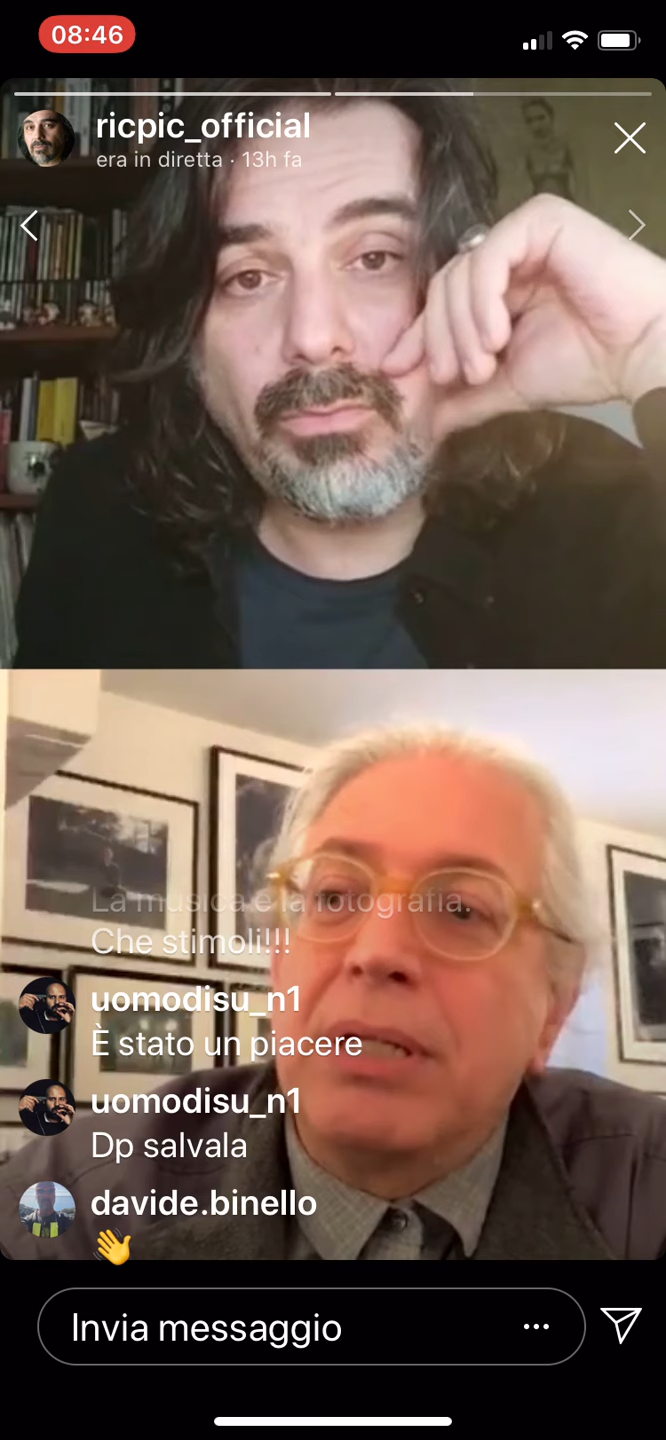 08:46
ricpic_official
era in diretta · 13h fa
La musica e la fotografia
Che stimoli!!!
uomodisu_n1
È stato un piacere
uomodisu_n1
Dp salvala
davide.binello
👋
Invia messaggio